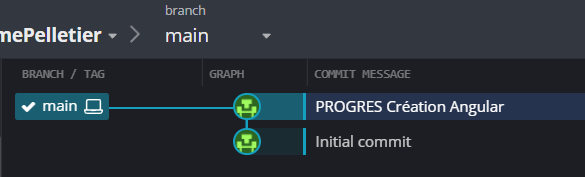 branch
mePelletier
main
BRANCH / TAG
GRAPH
COMMIT MESSAGE
main
PROGRES Création Angular
Initial commit